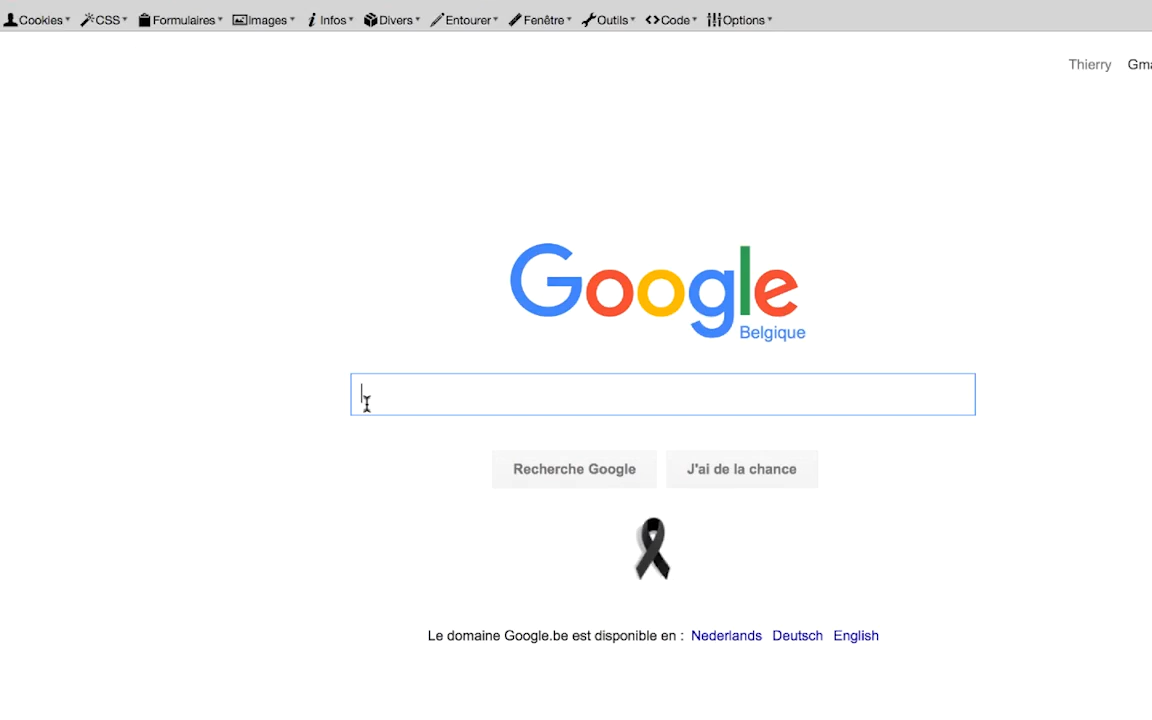 Cookies CSS Formulaires Images Infos Divers Entourer Fenêtre Outils Code Options
Thierry
Google
Belgique
Recherche Google J'ai de la chance
Le domaine Google.be est disponible en : Nederlands Deutsch English